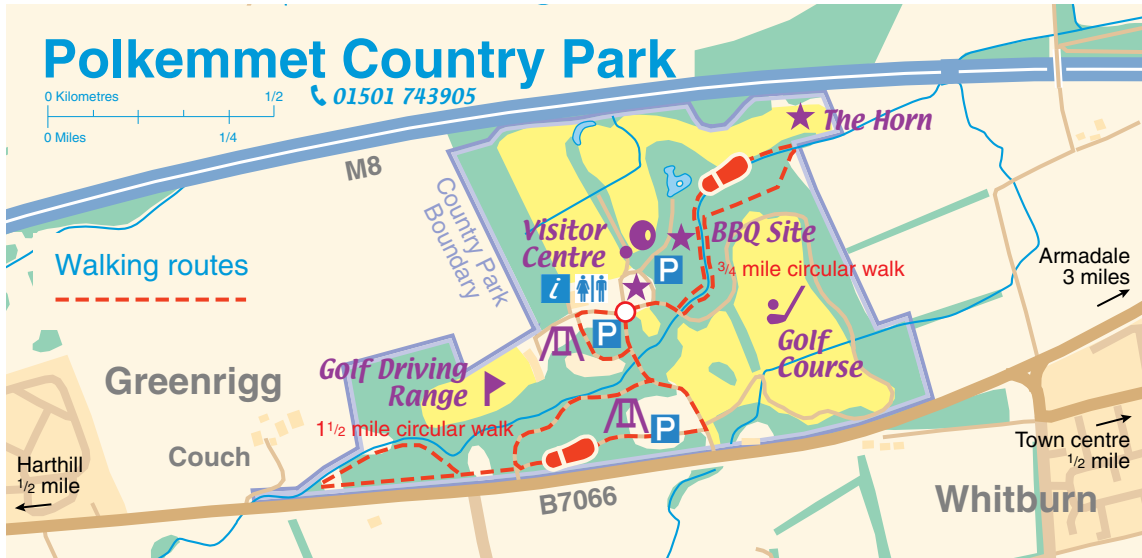 Polkemmet Country Park
0 Kilometres 1/2
01501 743905
0 Miles 1/4
M8
The Horn
Country Park
Boundary
Visitor
Centre
BBQ Site
P
i
3/4 mile circular walk
Walking routes
Armadale
3 miles
P
Golf
Course
Golf Driving
Range
Greenrigg
1 1/2 mile circular walk
P
Couch
Harthill
1/2 mile
Town centre
1/2 mile
B7066
Whitburn